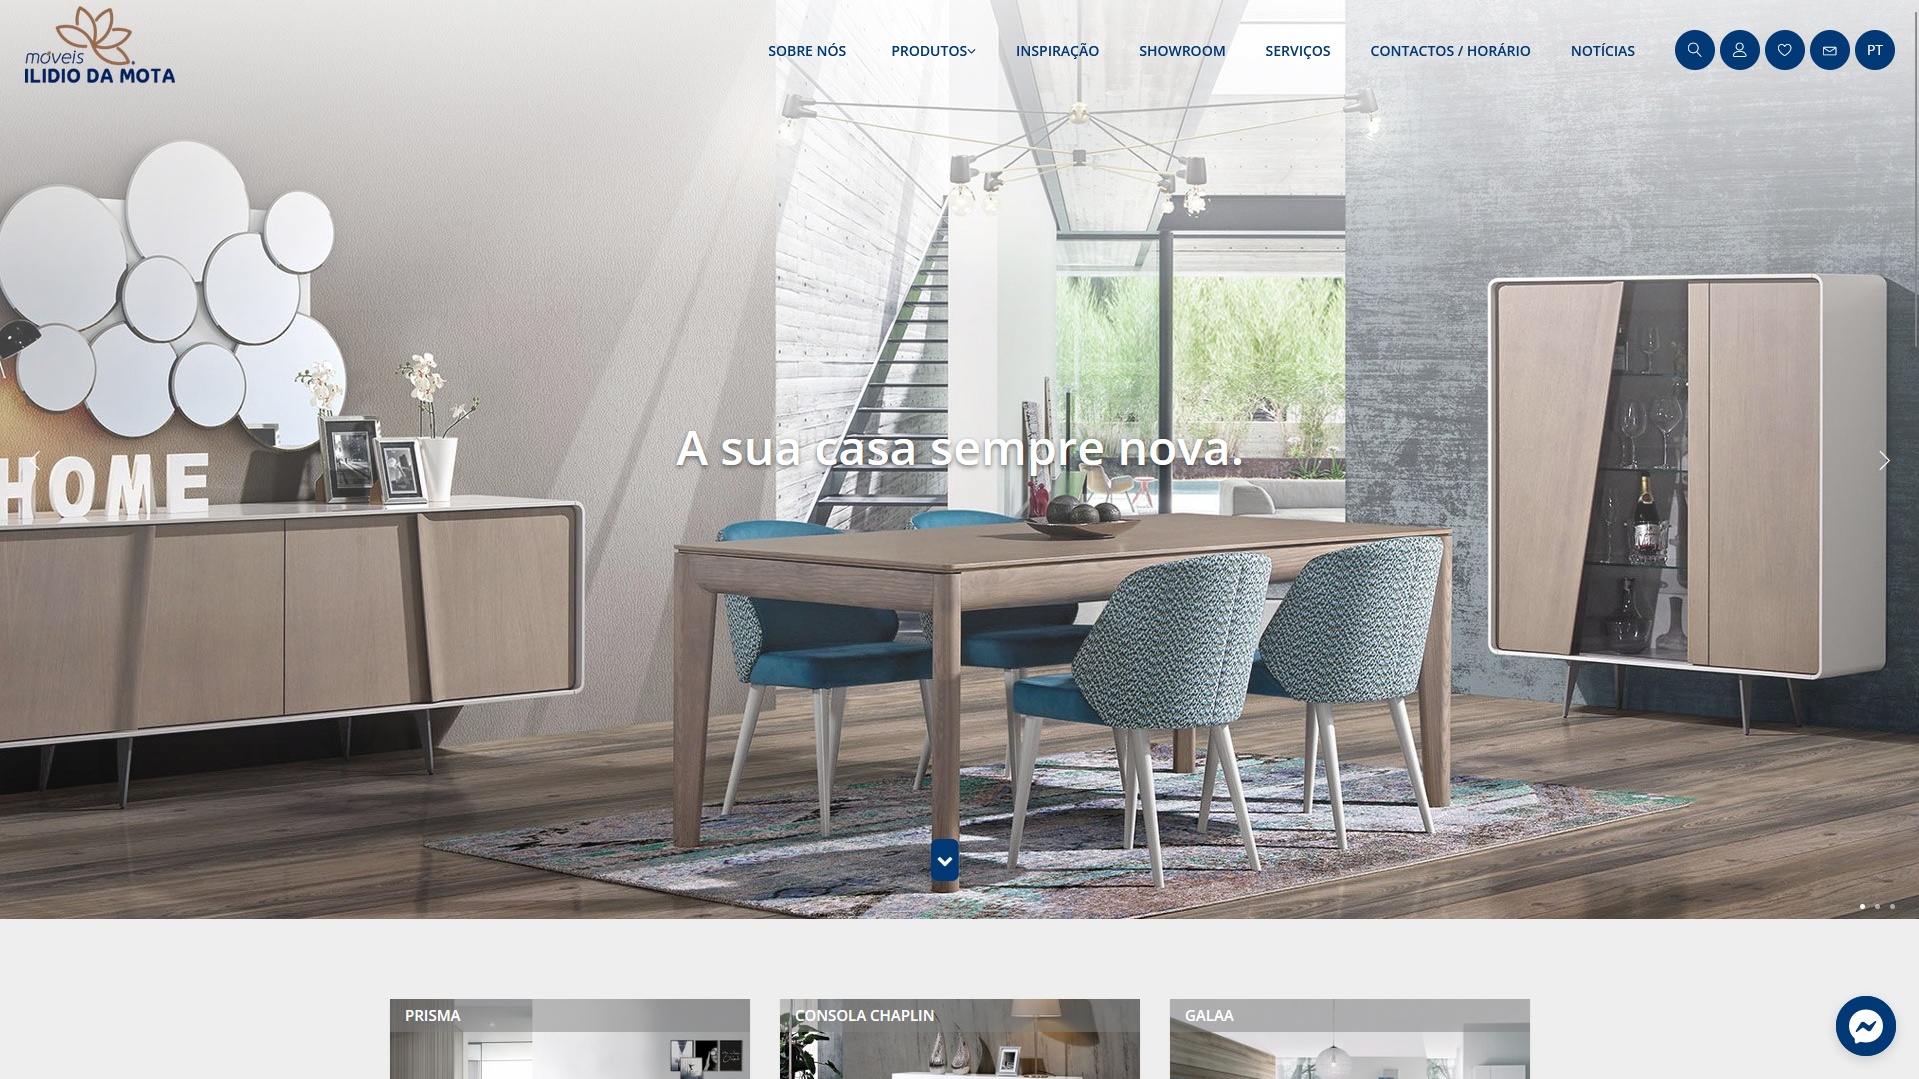 móveis
ILIDIO DA MOTA
SOBRE NÓS
PRODUTOS
INSPIRAÇÃO
SHOWROOM
SERVIÇOS
CONTACTOS / HORÁRIO
NOTÍCIAS
PT
HOME
A sua casa sempre nova.
PRISMA
CONSOLA CHAPLIN
GALAA